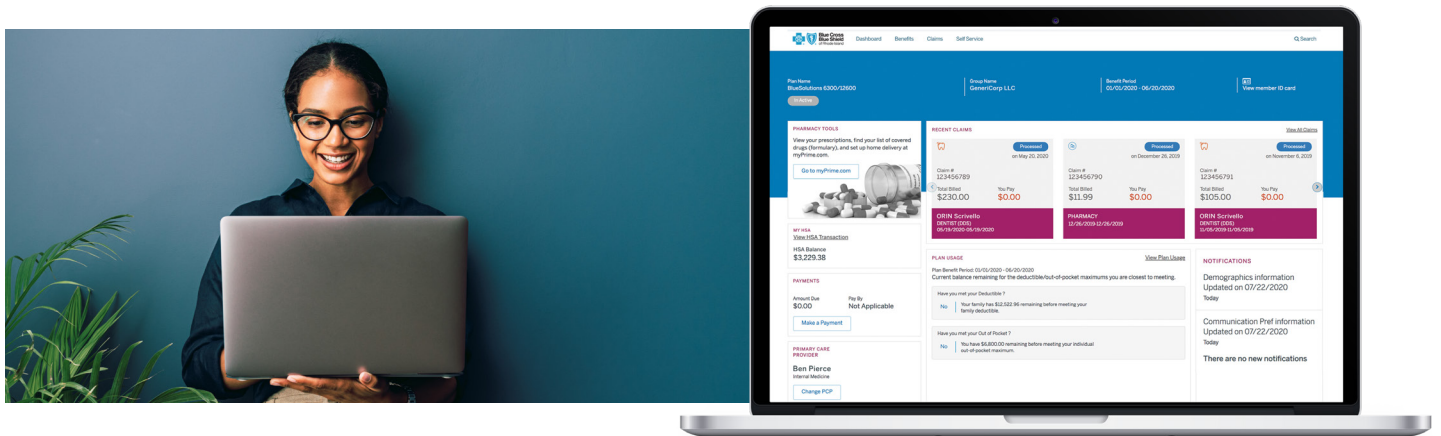 Blue Cross
Blue Shield
of Rhode Island
Dashboard
Benefits
Claims
Self Service
Search
Plan Name
BlueSolutions 6300/12600
In Active
Group Name
GeneriCorp LLC
Benefit Period
01/01/2020 - 06/20/2020
View member ID card
PHARMACY TOOLS
View your prescriptions, find your list of covered
drugs (formulary), and set up home delivery at
myPrime.com.
Go to myPrime.com
MY HSA
View HSA Transaction
HSA Balance
$3,229.38
PAYMENTS
Amount Due
$0.00
Pay By
Not Applicable
Make a Payment
PRIMARY CARE
PROVIDER
Ben Pierce
Internal Medicine
Change PCP
RECENT CLAIMS
View All Claims
Processed
on May 20, 2020
Claim #
123456789
Total Billed
$230.00
You Pay
$0.00
ORIN Scrivello
DENTIST (DDS)
05/19/2020-05/19/2020
Processed
on December 26, 2019
Claim #
123456790
Total Billed
$11.99
You Pay
$0.00
PHARMACY
12/26/2019-12/26/2019
Processed
on November 6, 2019
Claim #
123456791
Total Billed
$105.00
You Pay
$0.00
ORIN Scrivello
DENTIST (DDS)
11/05/2019-11/05/2019
PLAN USAGE
View Plan Usage
Plan Benefit Period: 01/01/2020 - 06/20/2020
Current balance remaining for the deductible/out-of-pocket maximums you are closest to meeting.
Have you met your Deductible ?
No
Your family has $12,522.96 remaining before meeting your
family deductible.
Have you met your Out of Pocket ?
No
You have $6,800.00 remaining before meeting your individual
out-of-pocket maximum.
NOTIFICATIONS
Demographics information
Updated on 07/22/2020
Today
Communication Pref information
Updated on 07/22/2020
Today
There are no new notifications